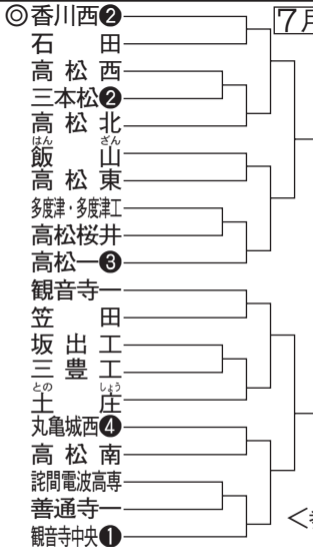 ◎香川西❷
7月
石田
高松西
三本松❷
高松北
はん ざん
飯山
高松東
多度津・多度津工
高松桜井
高松一❸
観音寺一
笠田
坂出工
三豊工
との しょう
土庄
丸亀城西❹
高松南
詫間電波高専
善通寺一
観音寺中央❶